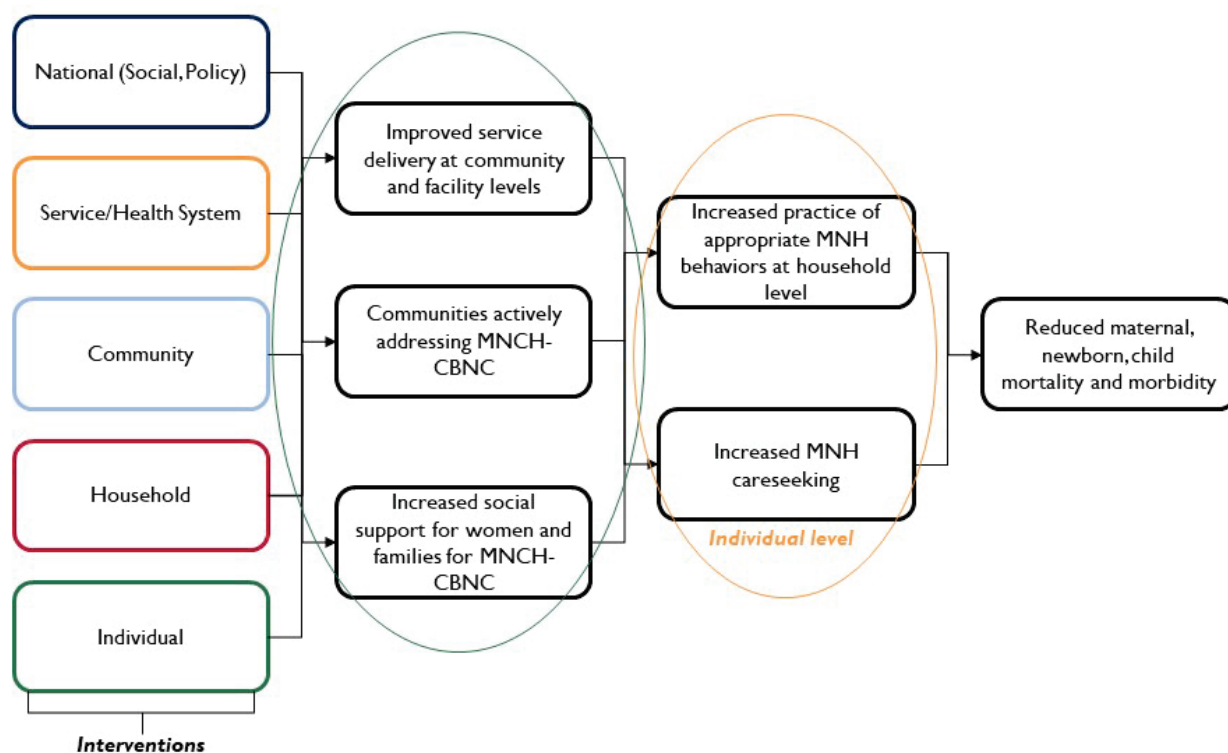 National (Social, Policy)
Service/Health System
Community
Household
Individual
Interventions
Improved service
delivery at community
and facility levels
Communities actively
addressing MNCH-
CBNC
Increased social
support for women and
families for MNCH-
CBNC
Increased practice of
appropriate MNH
behaviors at household
level
Increased MNH
careseeking
Individual level
Reduced maternal,
newborn, child
mortality and morbidity